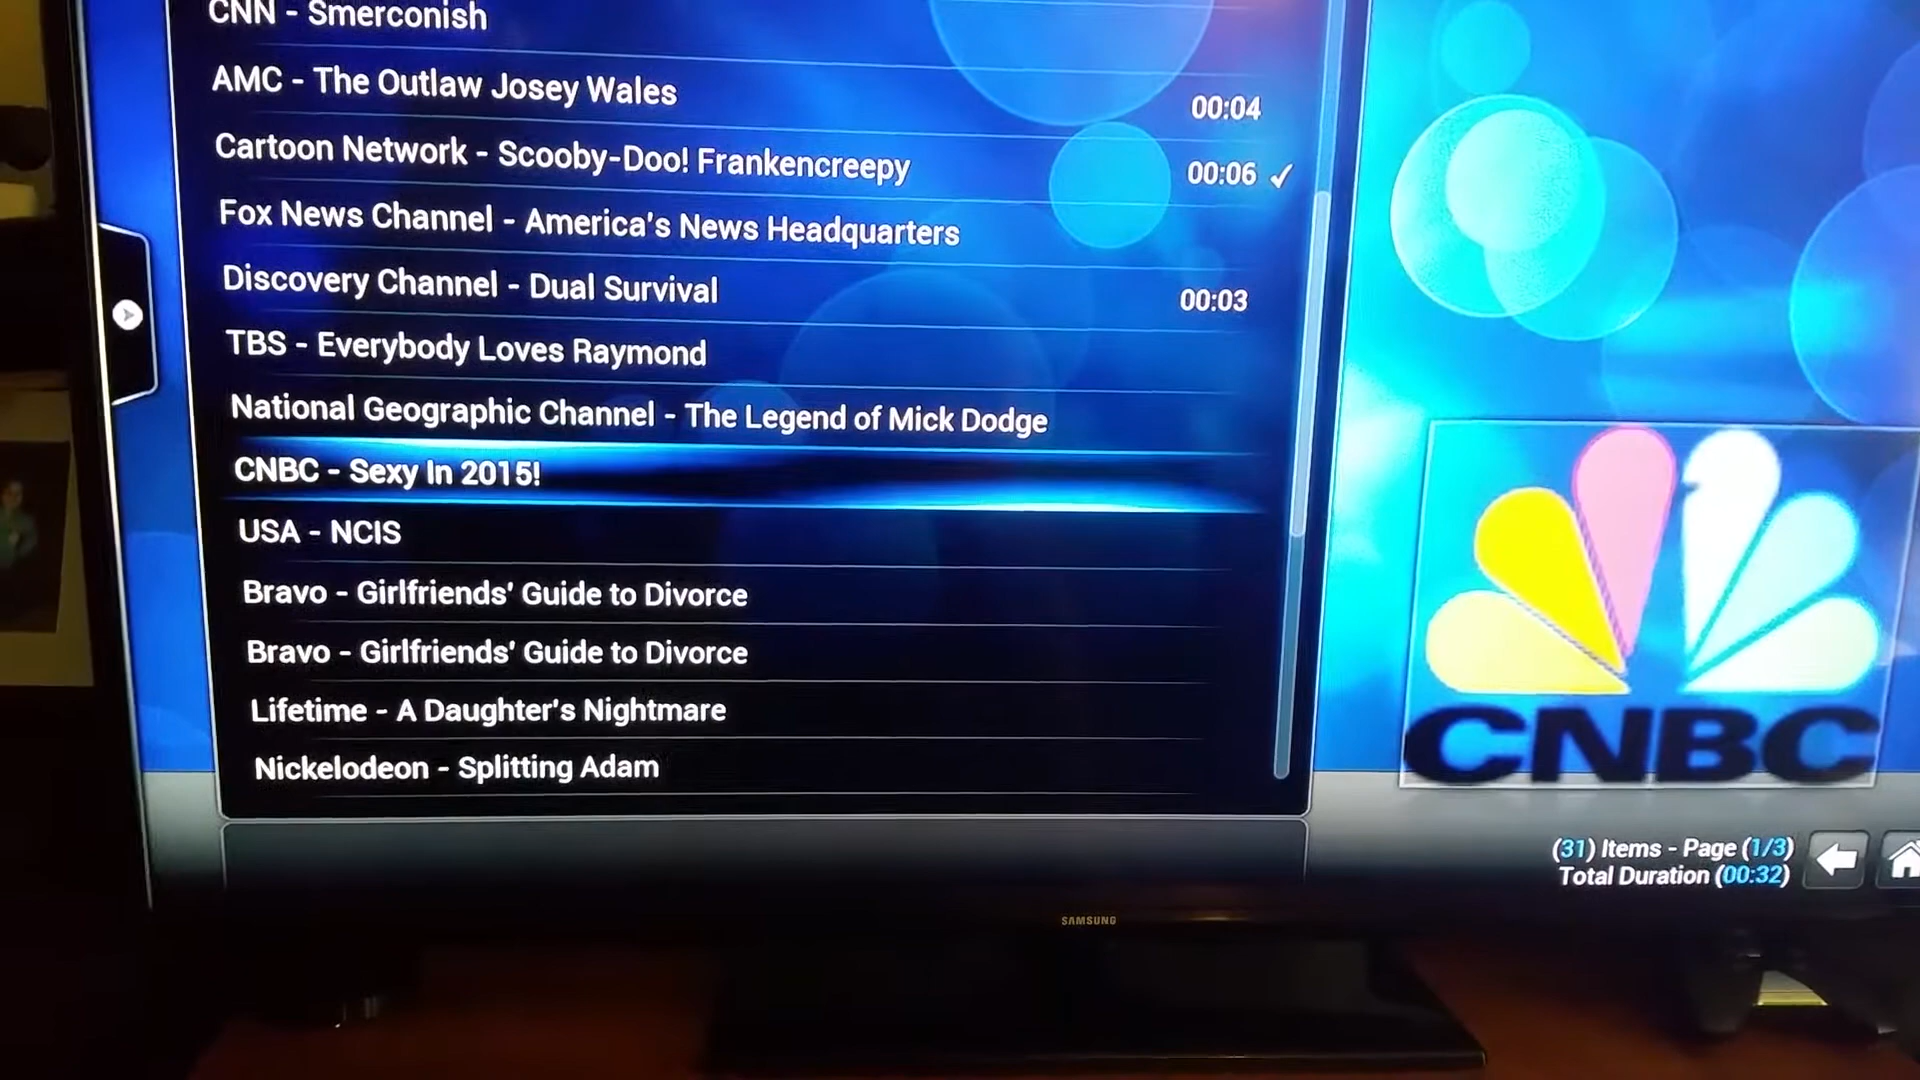 CNN - Smerconish
AMC - The Outlaw Josey Wales 00:04
Cartoon Network - Scooby-Doo! Frankencreepy 00:06 ✓
Fox News Channel - America's News Headquarters
Discovery Channel - Dual Survival 00:03
TBS - Everybody Loves Raymond
National Geographic Channel - The Legend of Mick Dodge
CNBC - Sexy In 2015!
USA - NCIS
Bravo - Girlfriends' Guide to Divorce
Bravo - Girlfriends' Guide to Divorce
Lifetime - A Daughter's Nightmare
Nickelodeon - Splitting Adam
CNBC
(31) Items - Page (1/3)
Total Duration (00:32)
SAMSUNG